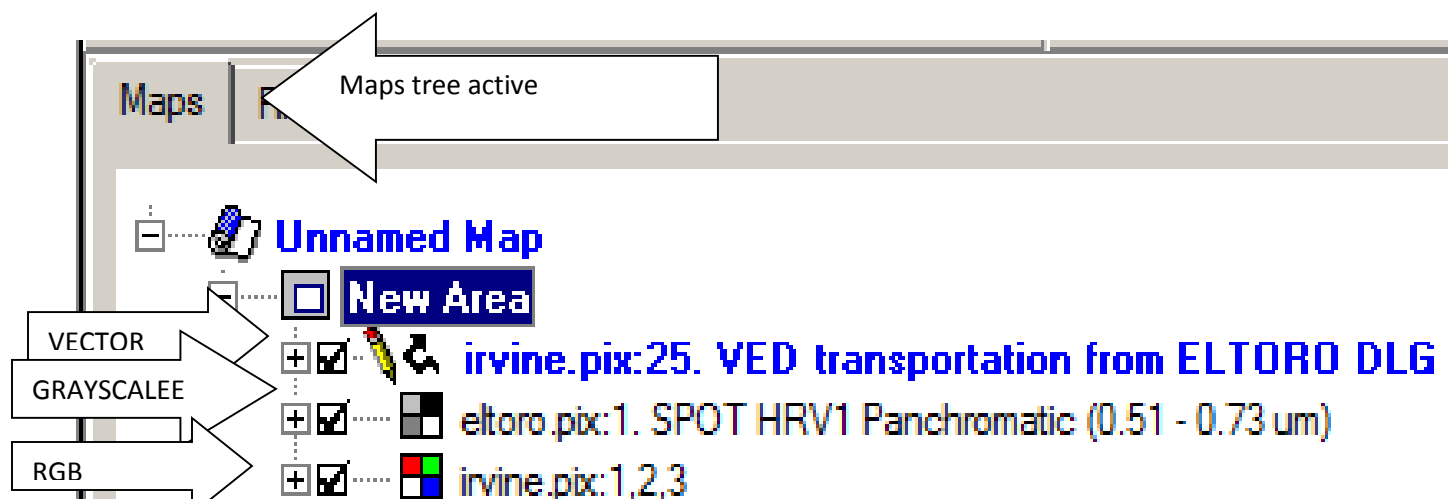 Maps tree active
Maps
Unnamed Map
New Area
VECTOR
irvine.pix:25. VED transportation from ELTORO DLG
GRAYSCALEE
eltoro.pix:1. SPOT HRV1 Panchromatic (0.51 - 0.73 um)
RGB
irvine.pix:1,2,3